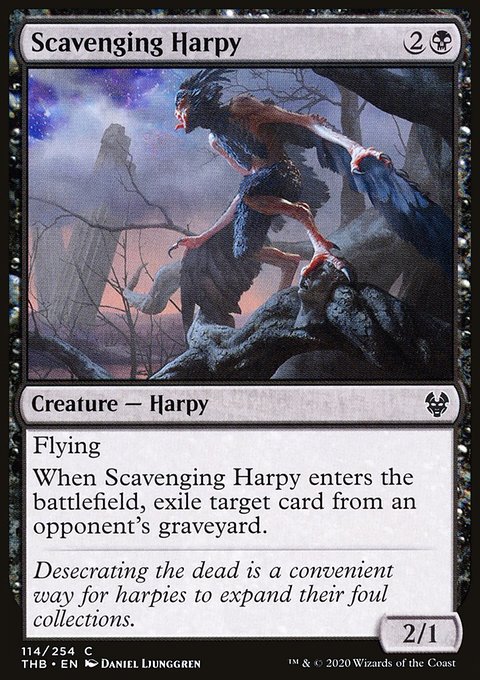 Scavenging Harpy 2
Creature — Harpy
Flying
When Scavenging Harpy enters the
battlefield, exile target card from an
opponent's graveyard.
Desecrating the dead is a convenient
way for harpies to expand their foul
collections.
2/1
114/254 C
THB • EN Daniel Ljunggren
™ & © 2020 Wizards of the Coast